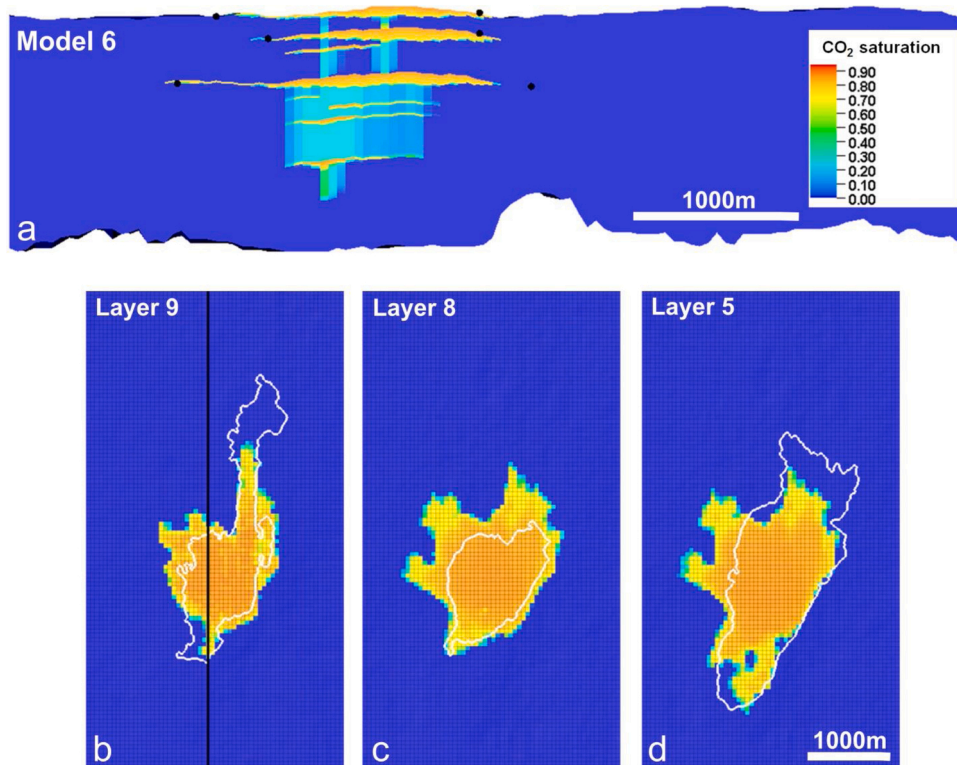 Model 6
CO₂ saturation
0.90
0.80
0.70
0.60
0.50
0.40
0.30
0.20
0.10
0.00
1000m
a
Layer 9
Layer 8
Layer 5
b
c
d
1000m